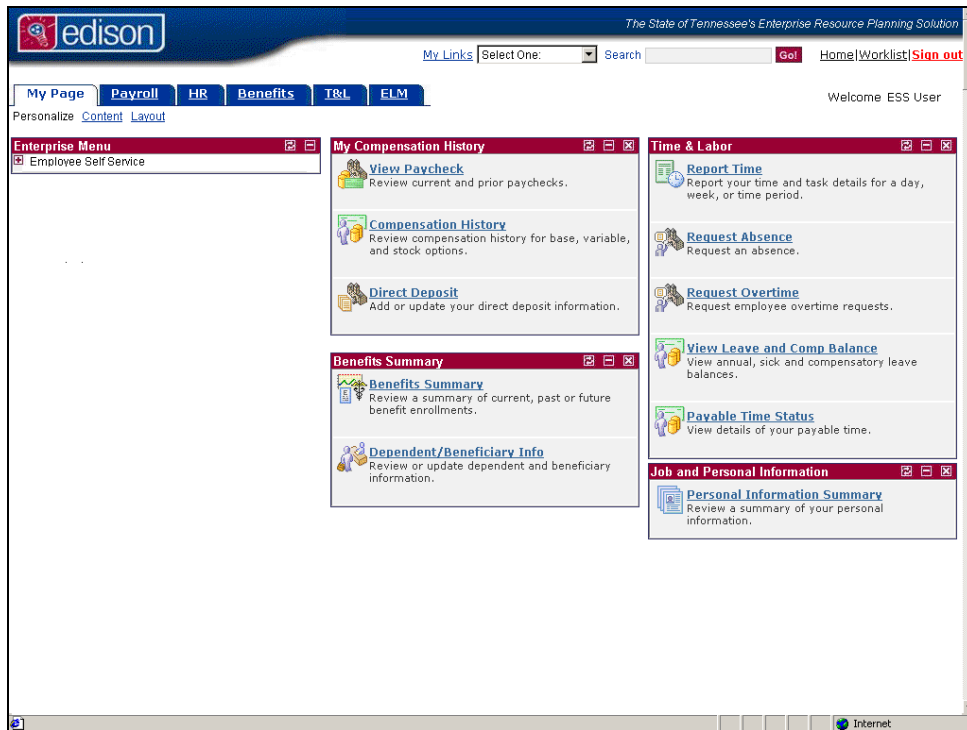 edison
The State of Tennessee's Enterprise Resource Planning Solution
My Links Select One: Search Go! Home|Worklist|Sign out
My Page Payroll HR Benefits T&L ELM
Welcome ESS User
Personalize Content Layout
Enterprise Menu
Employee Self Service
My Compensation History
View Paycheck
Review current and prior paychecks.
Compensation History
Review compensation history for base, variable,
and stock options.
Direct Deposit
Add or update your direct deposit information.
Benefits Summary
Benefits Summary
Review a summary of current, past or future
benefit enrollments.
Dependent/Beneficiary Info
Review or update dependent and beneficiary
information.
Time & Labor
Report Time
Report your time and task details for a day,
week, or time period.
Request Absence
Request an absence.
Request Overtime
Request employee overtime requests.
View Leave and Comp Balance
View annual, sick and compensatory leave
balances.
Payable Time Status
View details of your payable time.
Job and Personal Information
Personal Information Summary
Review a summary of your personal
information.
Internet